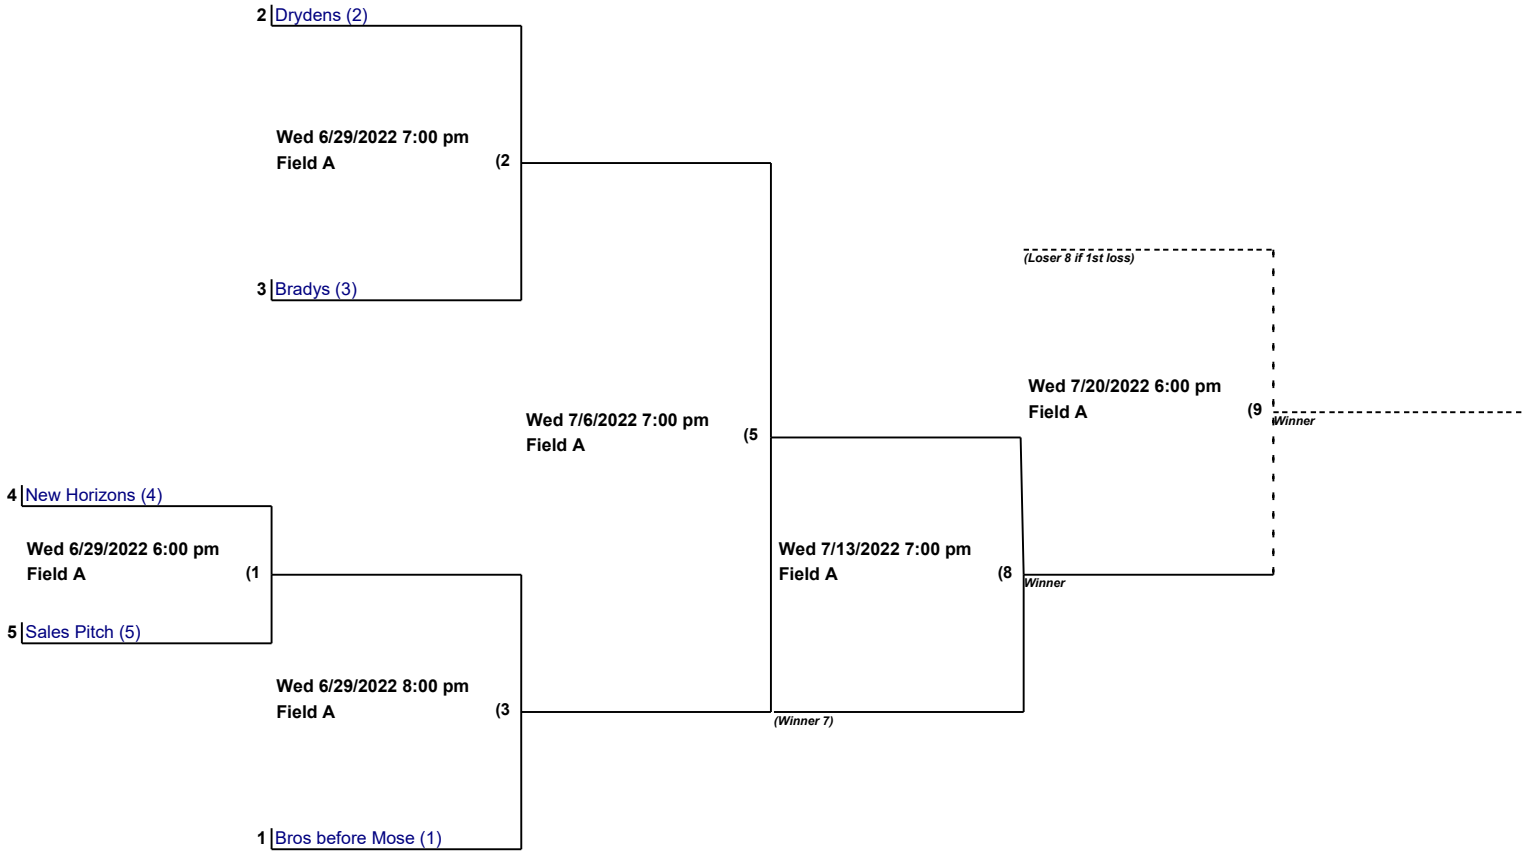 2 Drydens (2)
Wed 6/29/2022 7:00 pm
Field A (2
3 Bradys (3)
(Loser 8 if 1st loss)
Wed 7/20/2022 6:00 pm
Field A (9
Winner
Wed 7/6/2022 7:00 pm
Field A (5
4 New Horizons (4)
Wed 6/29/2022 6:00 pm
Field A (1
5 Sales Pitch (5)
Wed 7/13/2022 7:00 pm
Field A (8
Winner
Wed 6/29/2022 8:00 pm
Field A (3
(Winner 7)
1 Bros before Mose (1)